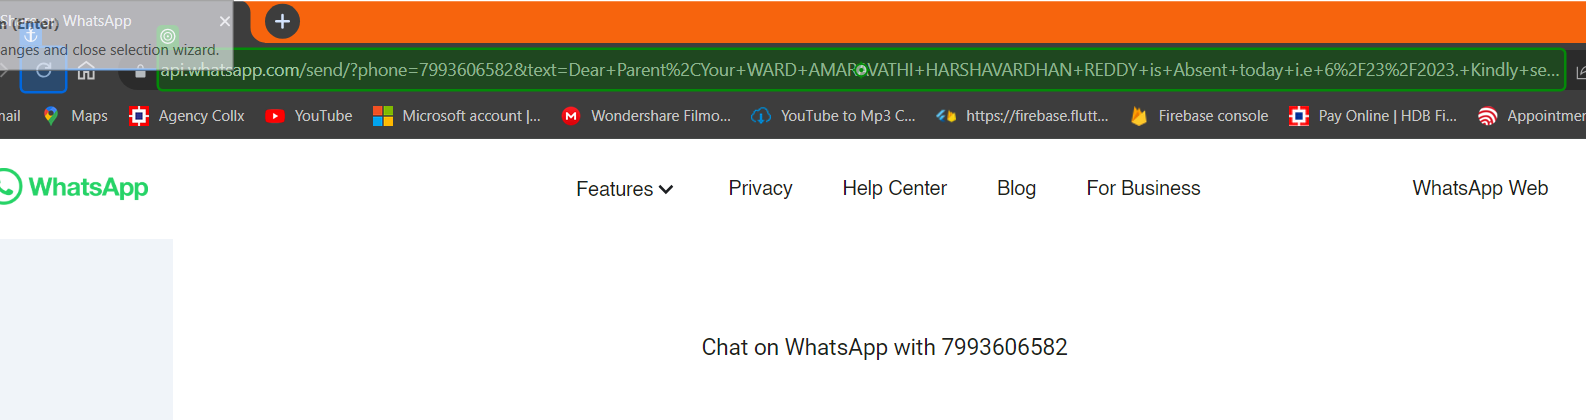 Share on WhatsApp
n (Enter)
anges and close selection wizard.
api.whatsapp.com/send/?phone=7993606582&text=Dear+Parent%2CYour+WARD+AMARAVATHI+HARSHAVARDHAN+REDDY+is+Absent+today+i.e+6%2F23%2F2023.+Kindly+se...
nail Maps Agency Collx YouTube Microsoft account |... Wondershare Filmo... YouTube to Mp3 C... https://firebase.flutt... Firebase console Pay Online | HDB Fi... Appointmen
WhatsApp Features Privacy Help Center Blog For Business WhatsApp Web
Chat on WhatsApp with 7993606582